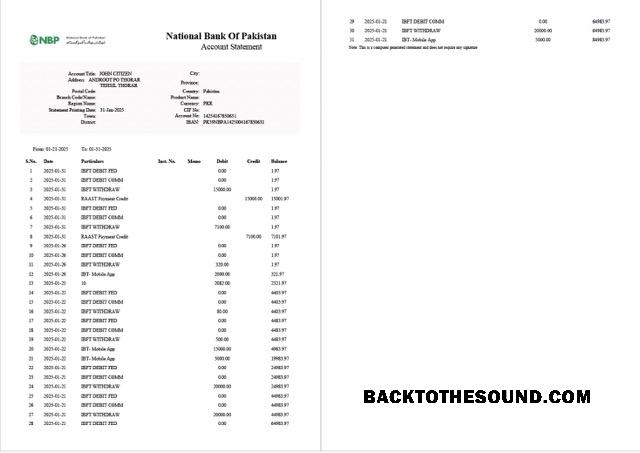 NBP National Bank of Pakistan
National Bank Of Pakistan
Account Statement
Account Title: JOHN CITIZEN City:
Address: ANDROOT PO THORAR Province:
TEHSIL THORAR
Postal Code: Country: Pakistan
Branch Code/Name: Product Name:
Region Name: Currency: PKR
Statement Printing Date: 31-Jan-2025 CIF No:
Town: Account No: 14254167850631
District: IBAN: PK39NBPA1425004167850631
From: 01-21-2025 To: 01-31-2025
S.No. Date Particulars Inst. No. Memo Debit Credit Balance
1 2025-01-31 IBFT DEBIT FED 0.00 1.97
2 2025-01-31 IBFT DEBIT COMM 0.00 1.97
3 2025-01-31 IBFT WITHDRAW 15000.00 1.97
4 2025-01-31 RAAST Payment Credit 15000.00 15001.97
5 2025-01-31 IBFT DEBIT FED 0.00 1.97
6 2025-01-31 IBFT DEBIT COMM 0.00 1.97
7 2025-01-31 IBFT WITHDRAW 7100.00 1.97
8 2025-01-31 RAAST Payment Credit 7100.00 7101.97
9 2025-01-26 IBFT DEBIT FED 0.00 1.97
10 2025-01-26 IBFT DEBIT COMM 0.00 1.97
11 2025-01-26 IBFT WITHDRAW 320.00 1.97
12 2025-01-26 IBT- Mobile App 2000.00 321.97
13 2025-01-23 10 2082.00 2321.97
14 2025-01-22 IBFT DEBIT FED 0.00 4403.97
15 2025-01-22 IBFT DEBIT COMM 0.00 4403.97
16 2025-01-22 IBFT WITHDRAW 80.00 4403.97
17 2025-01-22 IBFT DEBIT FED 0.00 4483.97
18 2025-01-22 IBFT DEBIT COMM 0.00 4483.97
19 2025-01-22 IBFT WITHDRAW 500.00 4483.97
20 2025-01-22 IBT- Mobile App 15000.00 4983.97
21 2025-01-22 IBT- Mobile App 5000.00 19983.97
22 2025-01-22 IBFT DEBIT FED 0.00 24983.97
23 2025-01-21 IBFT DEBIT COMM 0.00 24983.97
24 2025-01-21 IBFT WITHDRAW 20000.00 24983.97
25 2025-01-21 IBFT DEBIT FED 0.00 44983.97
26 2025-01-21 IBFT DEBIT COMM 0.00 44983.97
27 2025-01-21 IBFT WITHDRAW 20000.00 44983.97
28 2025-01-21 IBFT DEBIT FED 0.00 64983.97
29 2025-01-21 IBFT DEBIT COMM 0.00 64983.97
30 2025-01-21 IBFT WITHDRAW 20000.00 64983.97
31 2025-01-21 IBT- Mobile App 5000.00 84983.97
Note: This is a computer generated statement and does not require any signature
BACKTOTHESOUND.COM